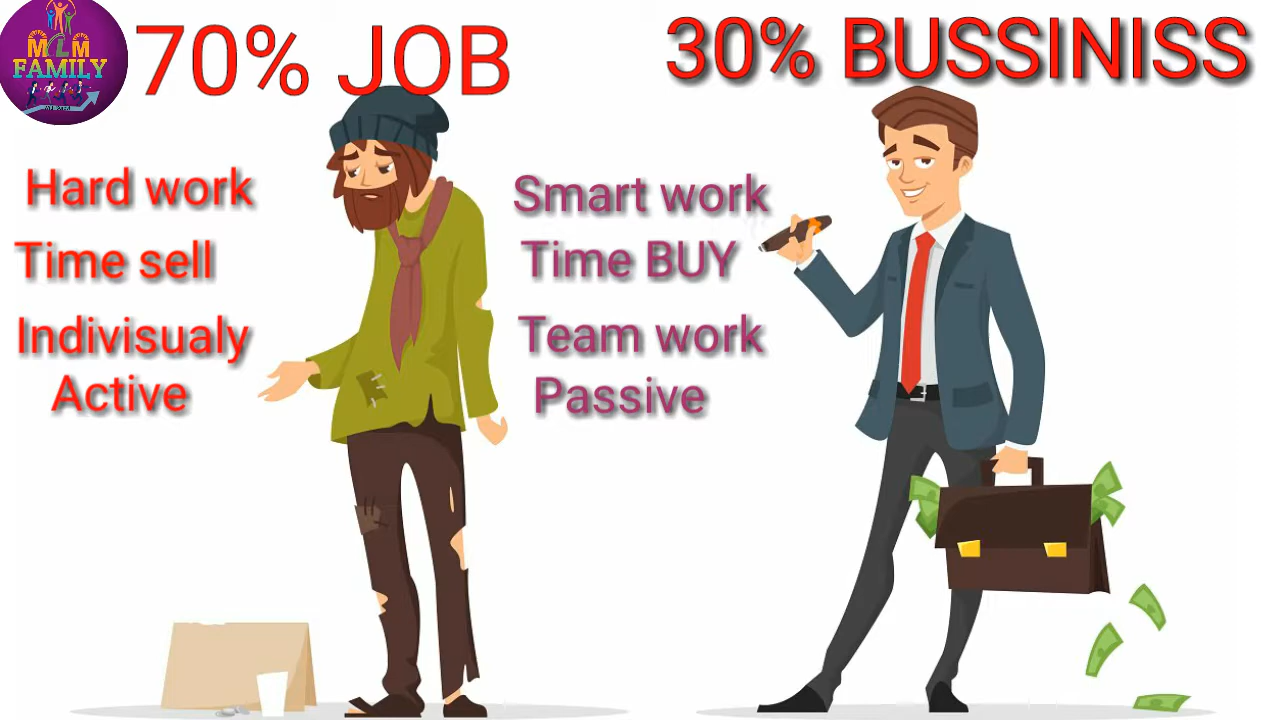 MLM
FAMILY
70% JOB
Hard work
Time sell
Indivisualy
Active
30% BUSSINISS
Smart work
Time BUY
Team work
Passive